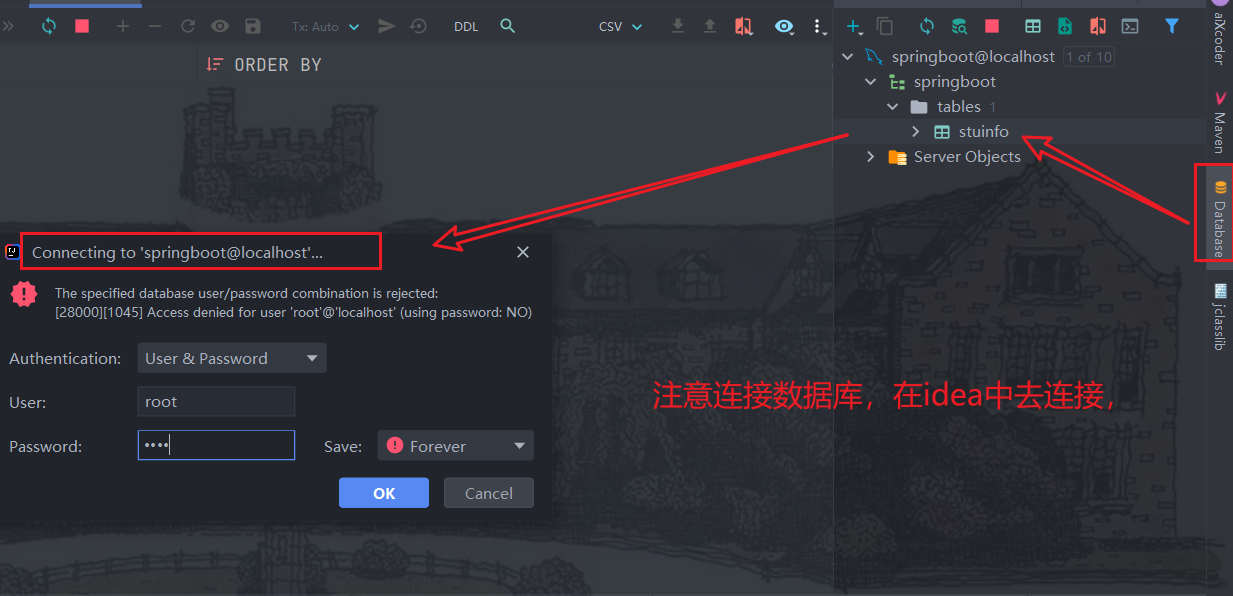 Tx: Auto
DDL
CSV
ORDER BY
springboot@localhost 1 of 10
springboot
tables 1
stuinfo
Server Objects
aiXcoder
Maven
Database
jclasslib
Connecting to 'springboot@localhost'...
The specified database user/password combination is rejected:
[28000][1045] Access denied for user 'root'@'localhost' (using password: NO)
Authentication: User & Password
User: root
Password: •••• Save: Forever
OK Cancel
注意连接数据库，在idea中去连接，